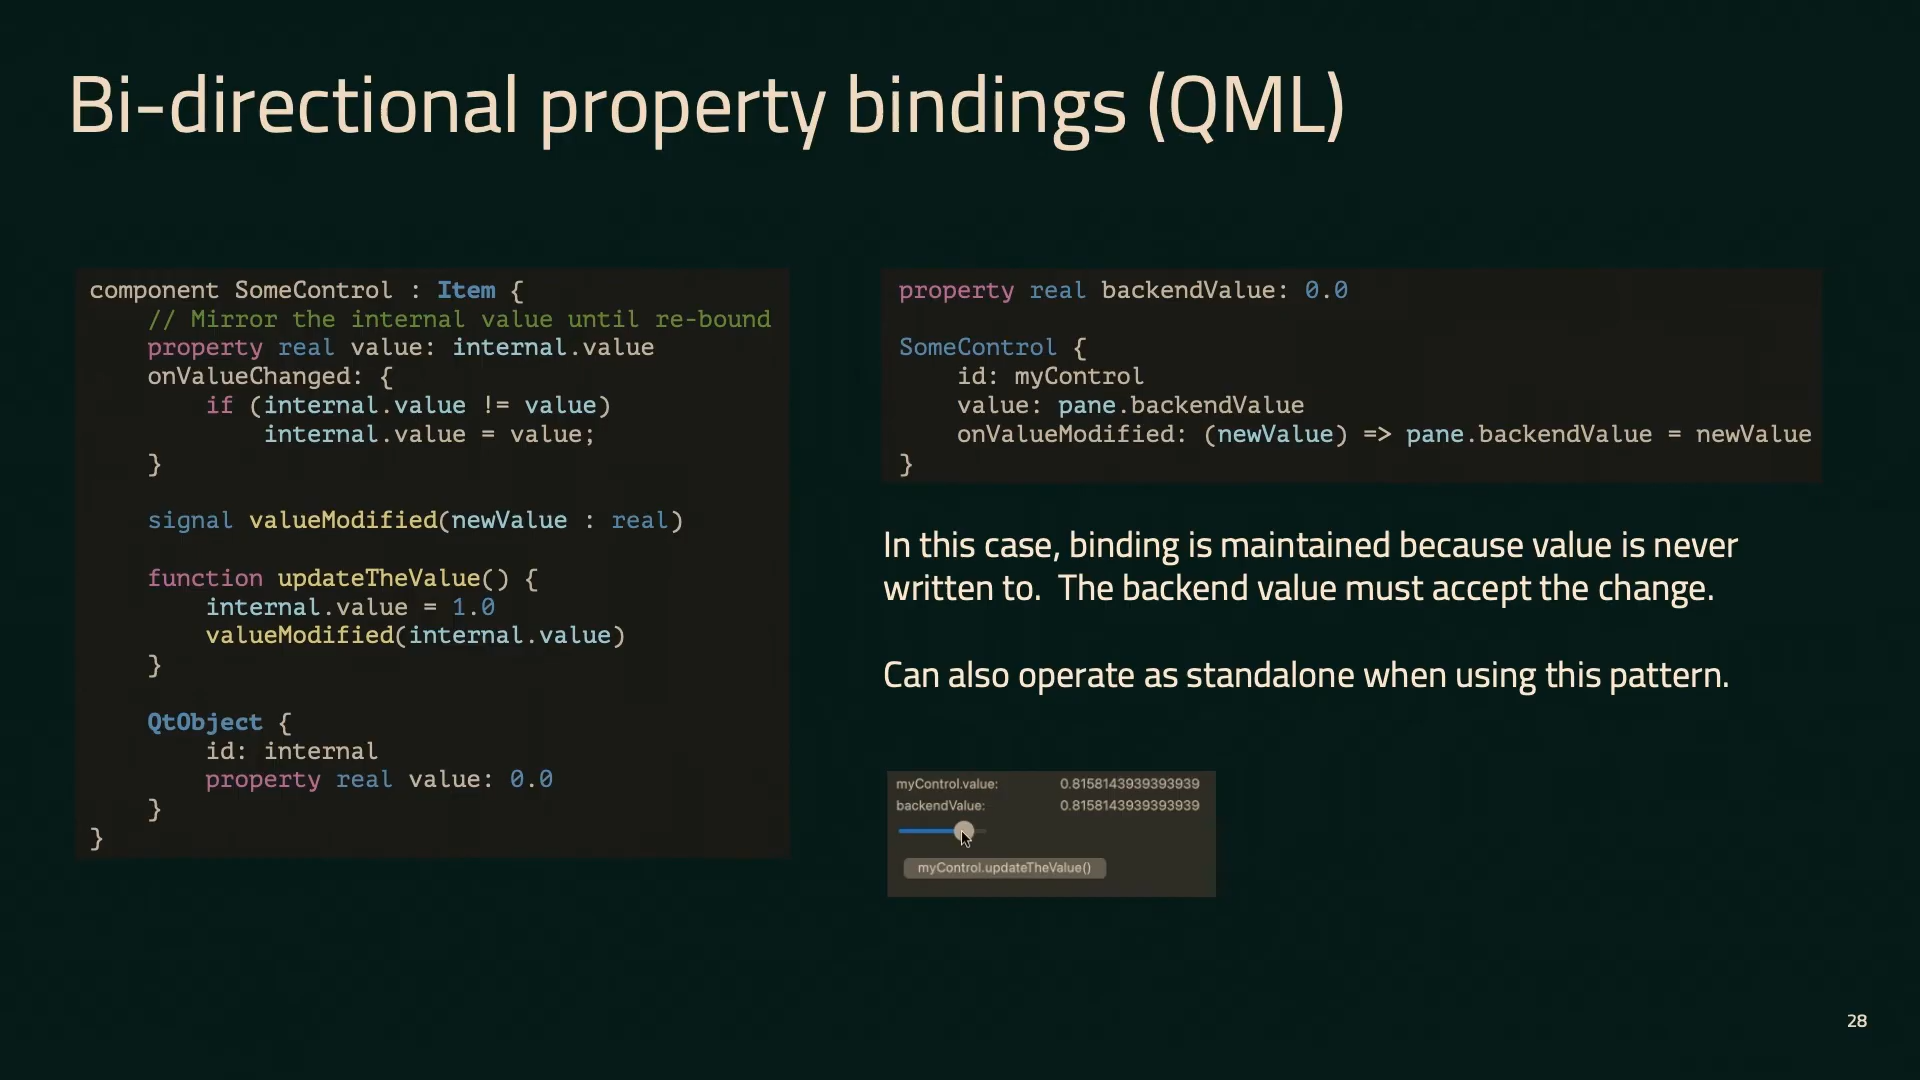 Bi-directional property bindings (QML)
component SomeControl : Item {
    // Mirror the internal value until re-bound
    property real value: internal.value
    onValueChanged: {
        if (internal.value != value)
            internal.value = value;
    }

    signal valueModified(newValue : real)

    function updateTheValue() {
        internal.value = 1.0
        valueModified(internal.value)
    }

    QtObject {
        id: internal
        property real value: 0.0
    }
}
property real backendValue: 0.0

SomeControl {
    id: myControl
    value: pane.backendValue
    onValueModified: (newValue) => pane.backendValue = newValue
}
In this case, binding is maintained because value is never
written to.  The backend value must accept the change.
Can also operate as standalone when using this pattern.
myControl.value: 0.8158143939393939
backendValue: 0.8158143939393939
myControl.updateTheValue()
28